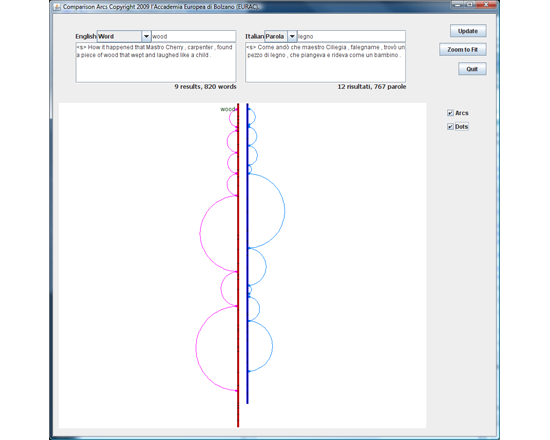 Comparison Arcs Copyright 2009 l'Accademia Europea di Bolzano (EURAC)
English Word wood Italian Parola legno Update
<s> How it happened that Mastro Cherry , carpenter , found
a piece of wood that wept and laughed like a child .
<s> Come andò che maestro Ciliegia , falegname , trovò un
pezzo di legno , che piangeva e rideva come un bambino .
Zoom to Fit
Quit
9 results, 820 words 12 risultati, 767 parole
wood
Arcs
Dots